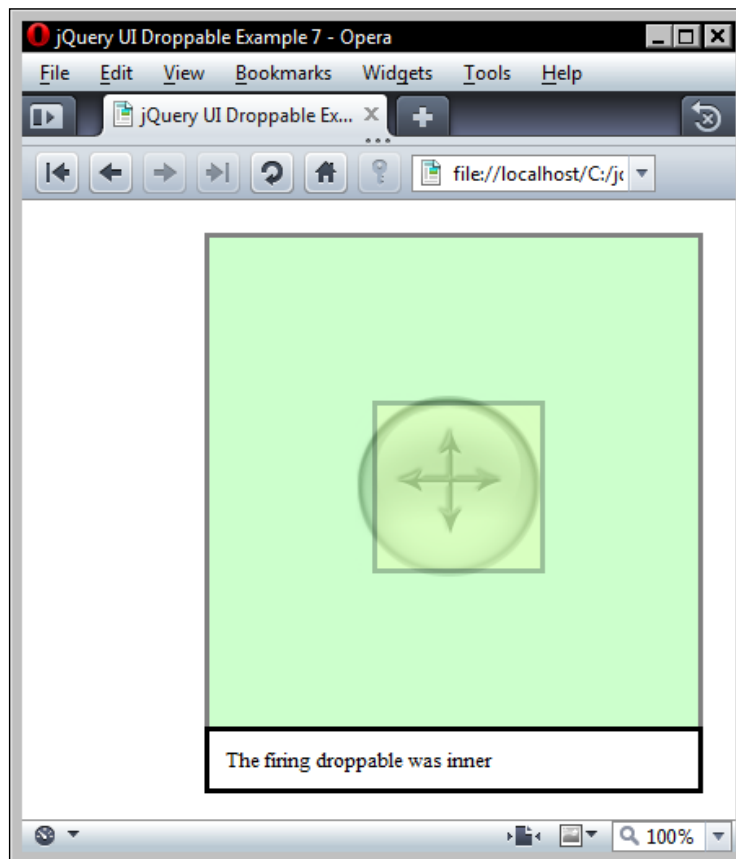 jQuery UI Droppable Example 7 - Opera
File Edit View Bookmarks Widgets Tools Help
jQuery UI Droppable Ex...
file://localhost/C:/jq
The firing droppable was inner
100%